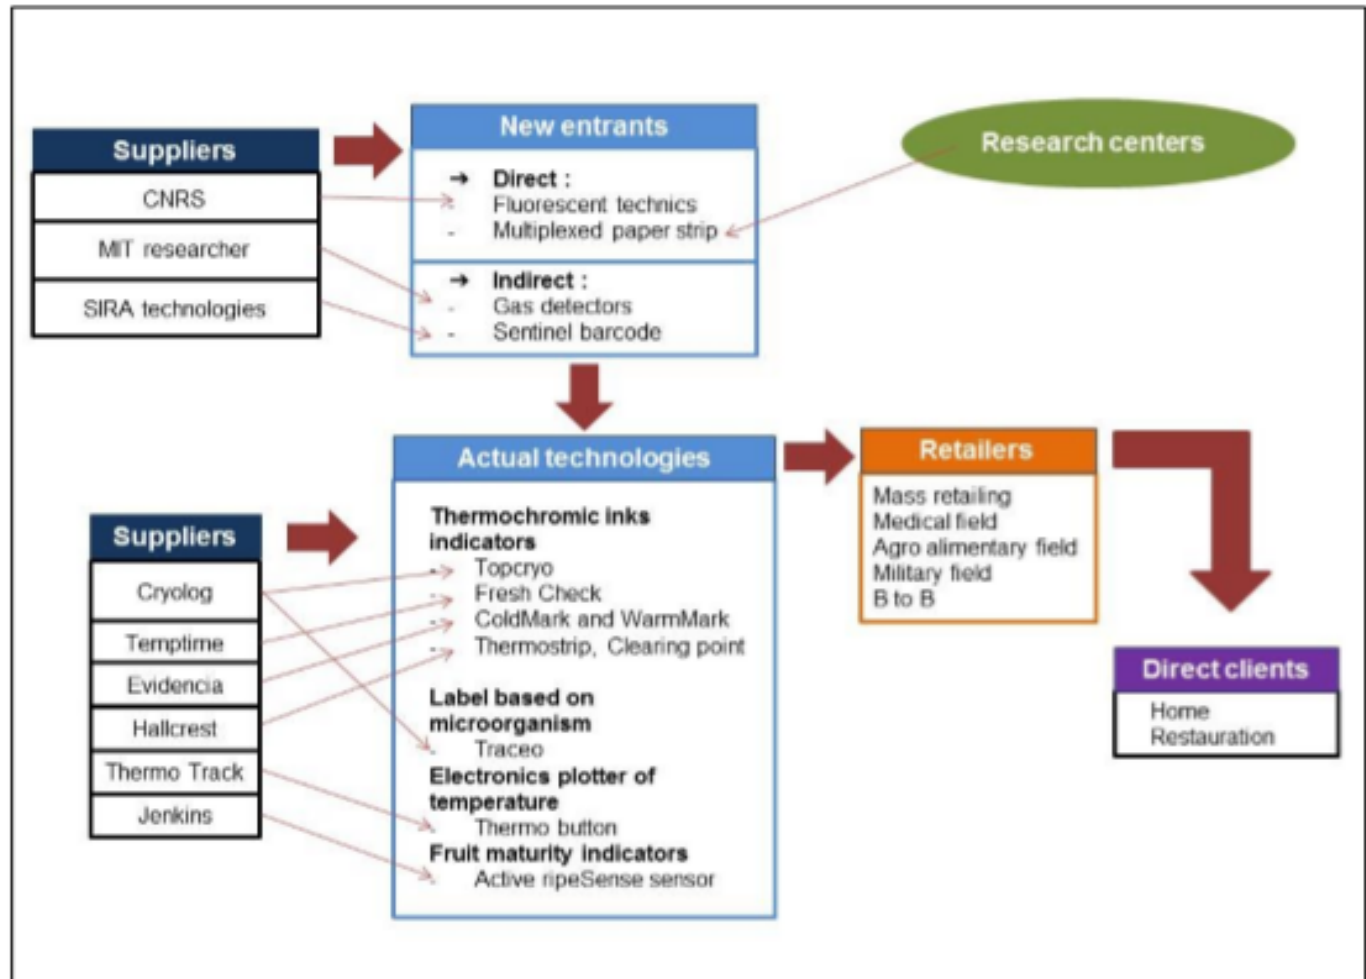 Suppliers
CNRS
MIT researcher
SIRA technologies
New entrants
➔ Direct :
- Fluorescent technics
- Multiplexed paper strip
➔ Indirect :
- Gas detectors
- Sentinel barcode
Research centers
Suppliers
Cryolog
Temptime
Evidencia
Hallcrest
Thermo Track
Jenkins
Actual technologies
Thermochromic inks
indicators
- Topcryo
- Fresh Check
- ColdMark and WarmMark
- Thermostrip, Clearing point
Label based on
microorganism
- Traceo
Electronics plotter of
temperature
- Thermo button
Fruit maturity indicators
- Active ripeSense sensor
Retailers
Mass retailing
Medical field
Agro alimentary field
Military field
B to B
Direct clients
Home
Restauration